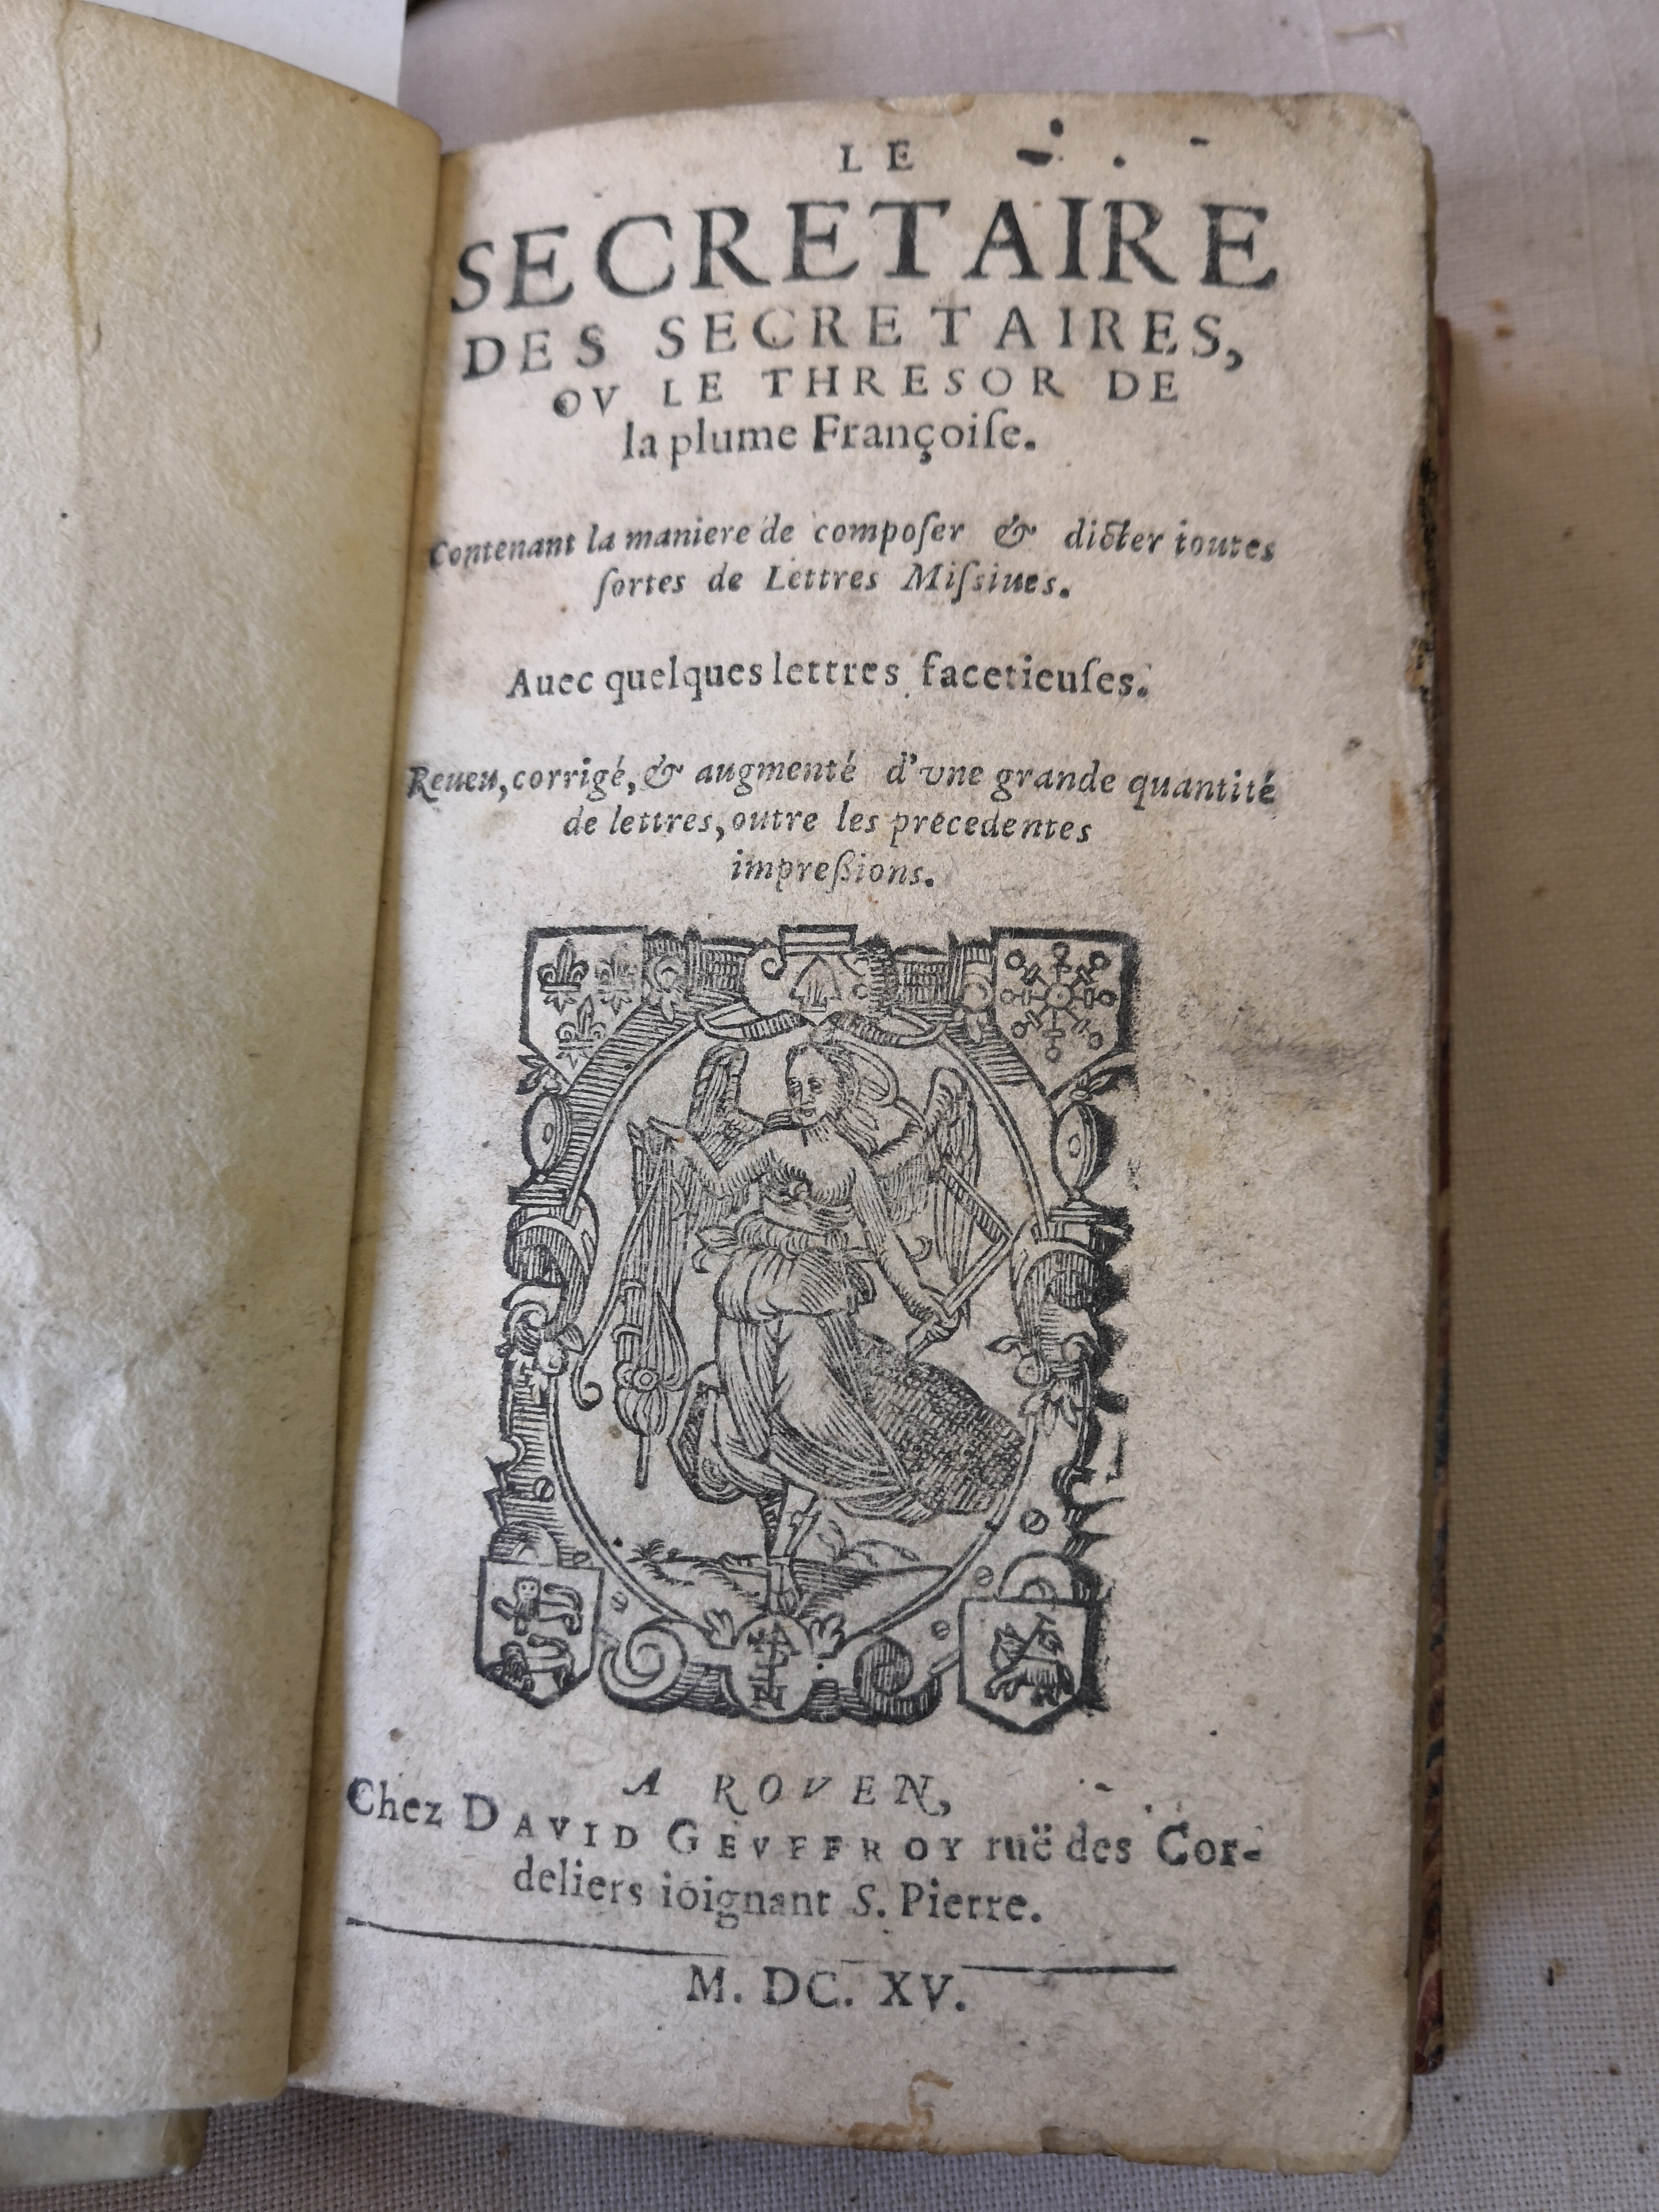 LE
SECRETAIRE
DES SECRETAIRES,
OV LE THRESOR DE
la plume Françoiſe.
Contenant la maniere de compoſer & dicter toutes
ſortes de Lettres Miſsiues.
Auec quelques lettres facetieuſes.
Reueu, corrigé, & augmenté d'vne grande quantité
de lettres, outre les precedentes
impreßions.
A ROVEN,
Chez DAVID GEVFFROY ruë des Cor-
deliers ioignant S. Pierre.
M. DC. XV.